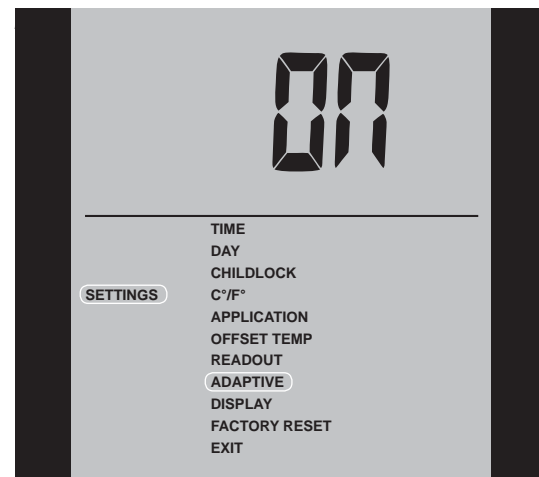 ON
TIME
DAY
CHILDLOCK
SETTINGS C°/F°
APPLICATION
OFFSET TEMP
READOUT
ADAPTIVE
DISPLAY
FACTORY RESET
EXIT